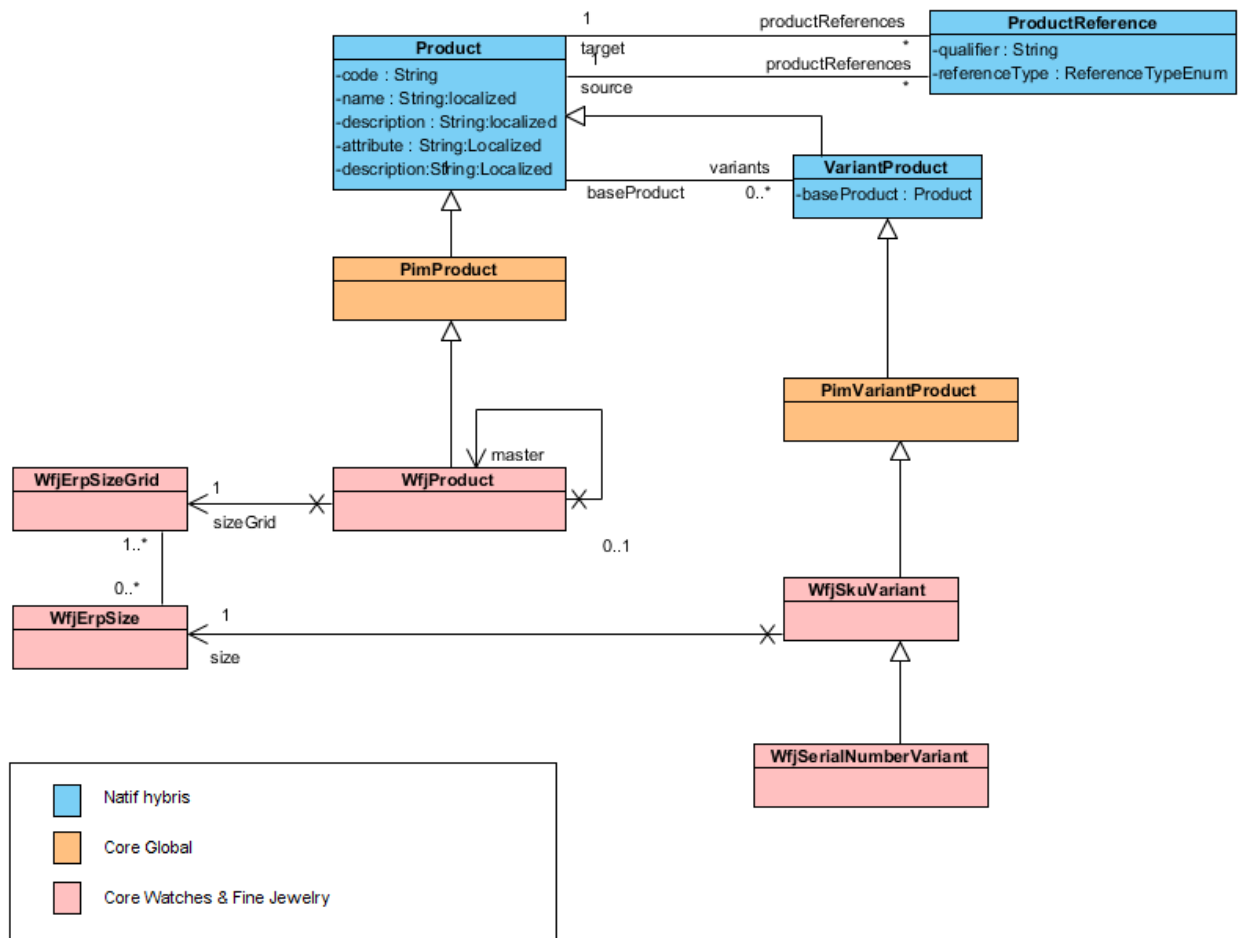 1
productReferences
ProductReference
Product
target
*
-qualifier : String
1
productReferences
-code : String
-referenceType : ReferenceTypeEnum
source
*
-name : String:localized
-description : String:localized
-attribute : String:Localized
-description:String:Localized
1
variants
VariantProduct
baseProduct
0..*
-baseProduct : Product
PimProduct
PimVariantProduct
master
WfjErpSizeGrid
WfjProduct
1
sizeGrid
1..*
0..1
0..*
WfjSkuVariant
WfjErpSize
1
size
WfjSerialNumberVariant
Natif hybris
Core Global
Core Watches & Fine Jewelry